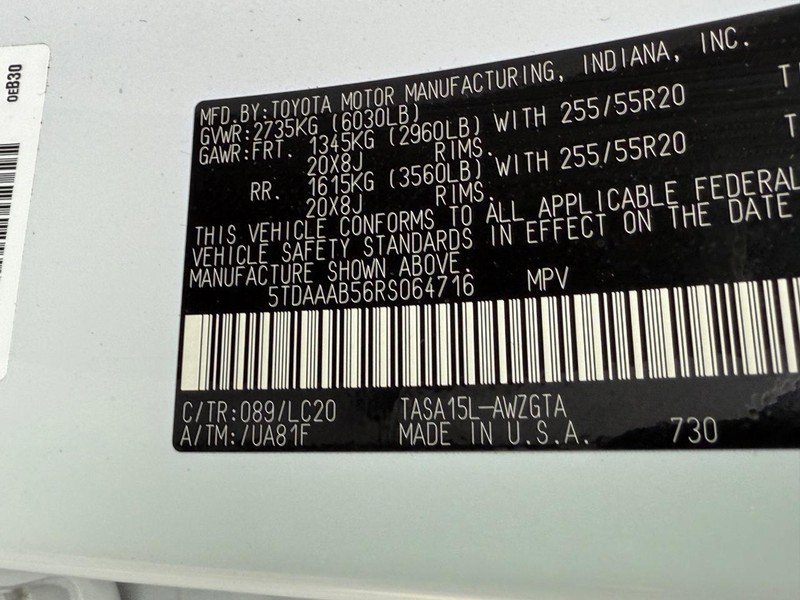 0EB30
MFD.BY:TOYOTA MOTOR MANUFACTURING, INDIANA, INC.
GVWR:2735KG (6030LB)
GAWR:FRT. 1345KG (2960LB) WITH 255/55R20
20X8J RIMS.
RR. 1615KG (3560LB) WITH 255/55R20
20X8J RIMS.
THIS VEHICLE CONFORMS TO ALL APPLICABLE FEDERAL
VEHICLE SAFETY STANDARDS IN EFFECT ON THE DATE
MANUFACTURE SHOWN ABOVE.
5TDAAAB56RS064716 MPV
C/TR:089/LC20 TASA15L-AWZGTA
A/TM:/UA81F MADE IN U.S.A. 730